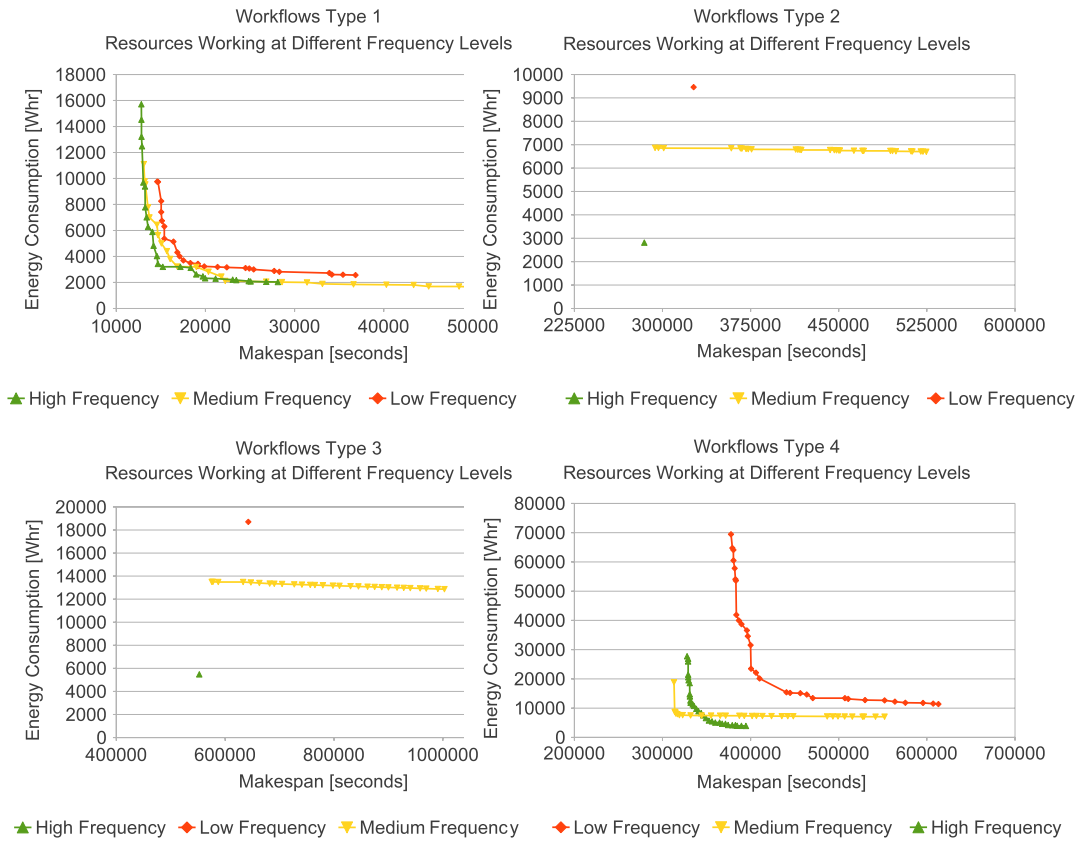 Workflows Type 1
Resources Working at Different Frequency Levels
Energy Consumption [Whr]
18000
16000
14000
12000
10000
8000
6000
4000
2000
0
10000 20000 30000 40000 50000
Makespan [seconds]
High Frequency Medium Frequency Low Frequency
Workflows Type 2
Resources Working at Different Frequency Levels
Energy Consumption [Whr]
10000
9000
8000
7000
6000
5000
4000
3000
2000
1000
0
225000 300000 375000 450000 525000 600000
Makespan [seconds]
High Frequency Medium Frequency Low Frequency
Workflows Type 3
Resources Working at Different Frequency Levels
Energy Consumption [Whr]
20000
18000
16000
14000
12000
10000
8000
6000
4000
2000
0
400000 600000 800000 1000000
Makespan [seconds]
High Frequency Low Frequency Medium Frequency
Workflows Type 4
Resources Working at Different Frequency Levels
Energy Consumption [Whr]
80000
70000
60000
50000
40000
30000
20000
10000
0
200000 300000 400000 500000 600000 700000
Makespan [seconds]
Low Frequency Medium Frequency High Frequency